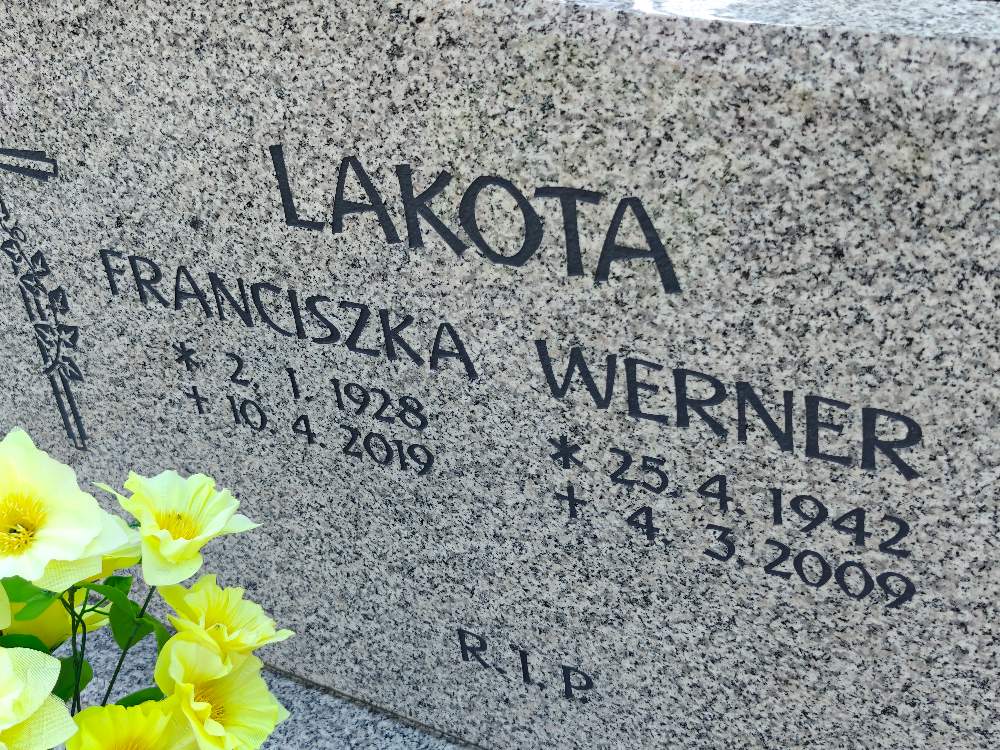 LAKOTA
FRANCISZKA
* 2. 1. 1928
+ 10. 4. 2019
WERNER
* 25. 4. 1942
+ 4. 3. 2009
R. I. P